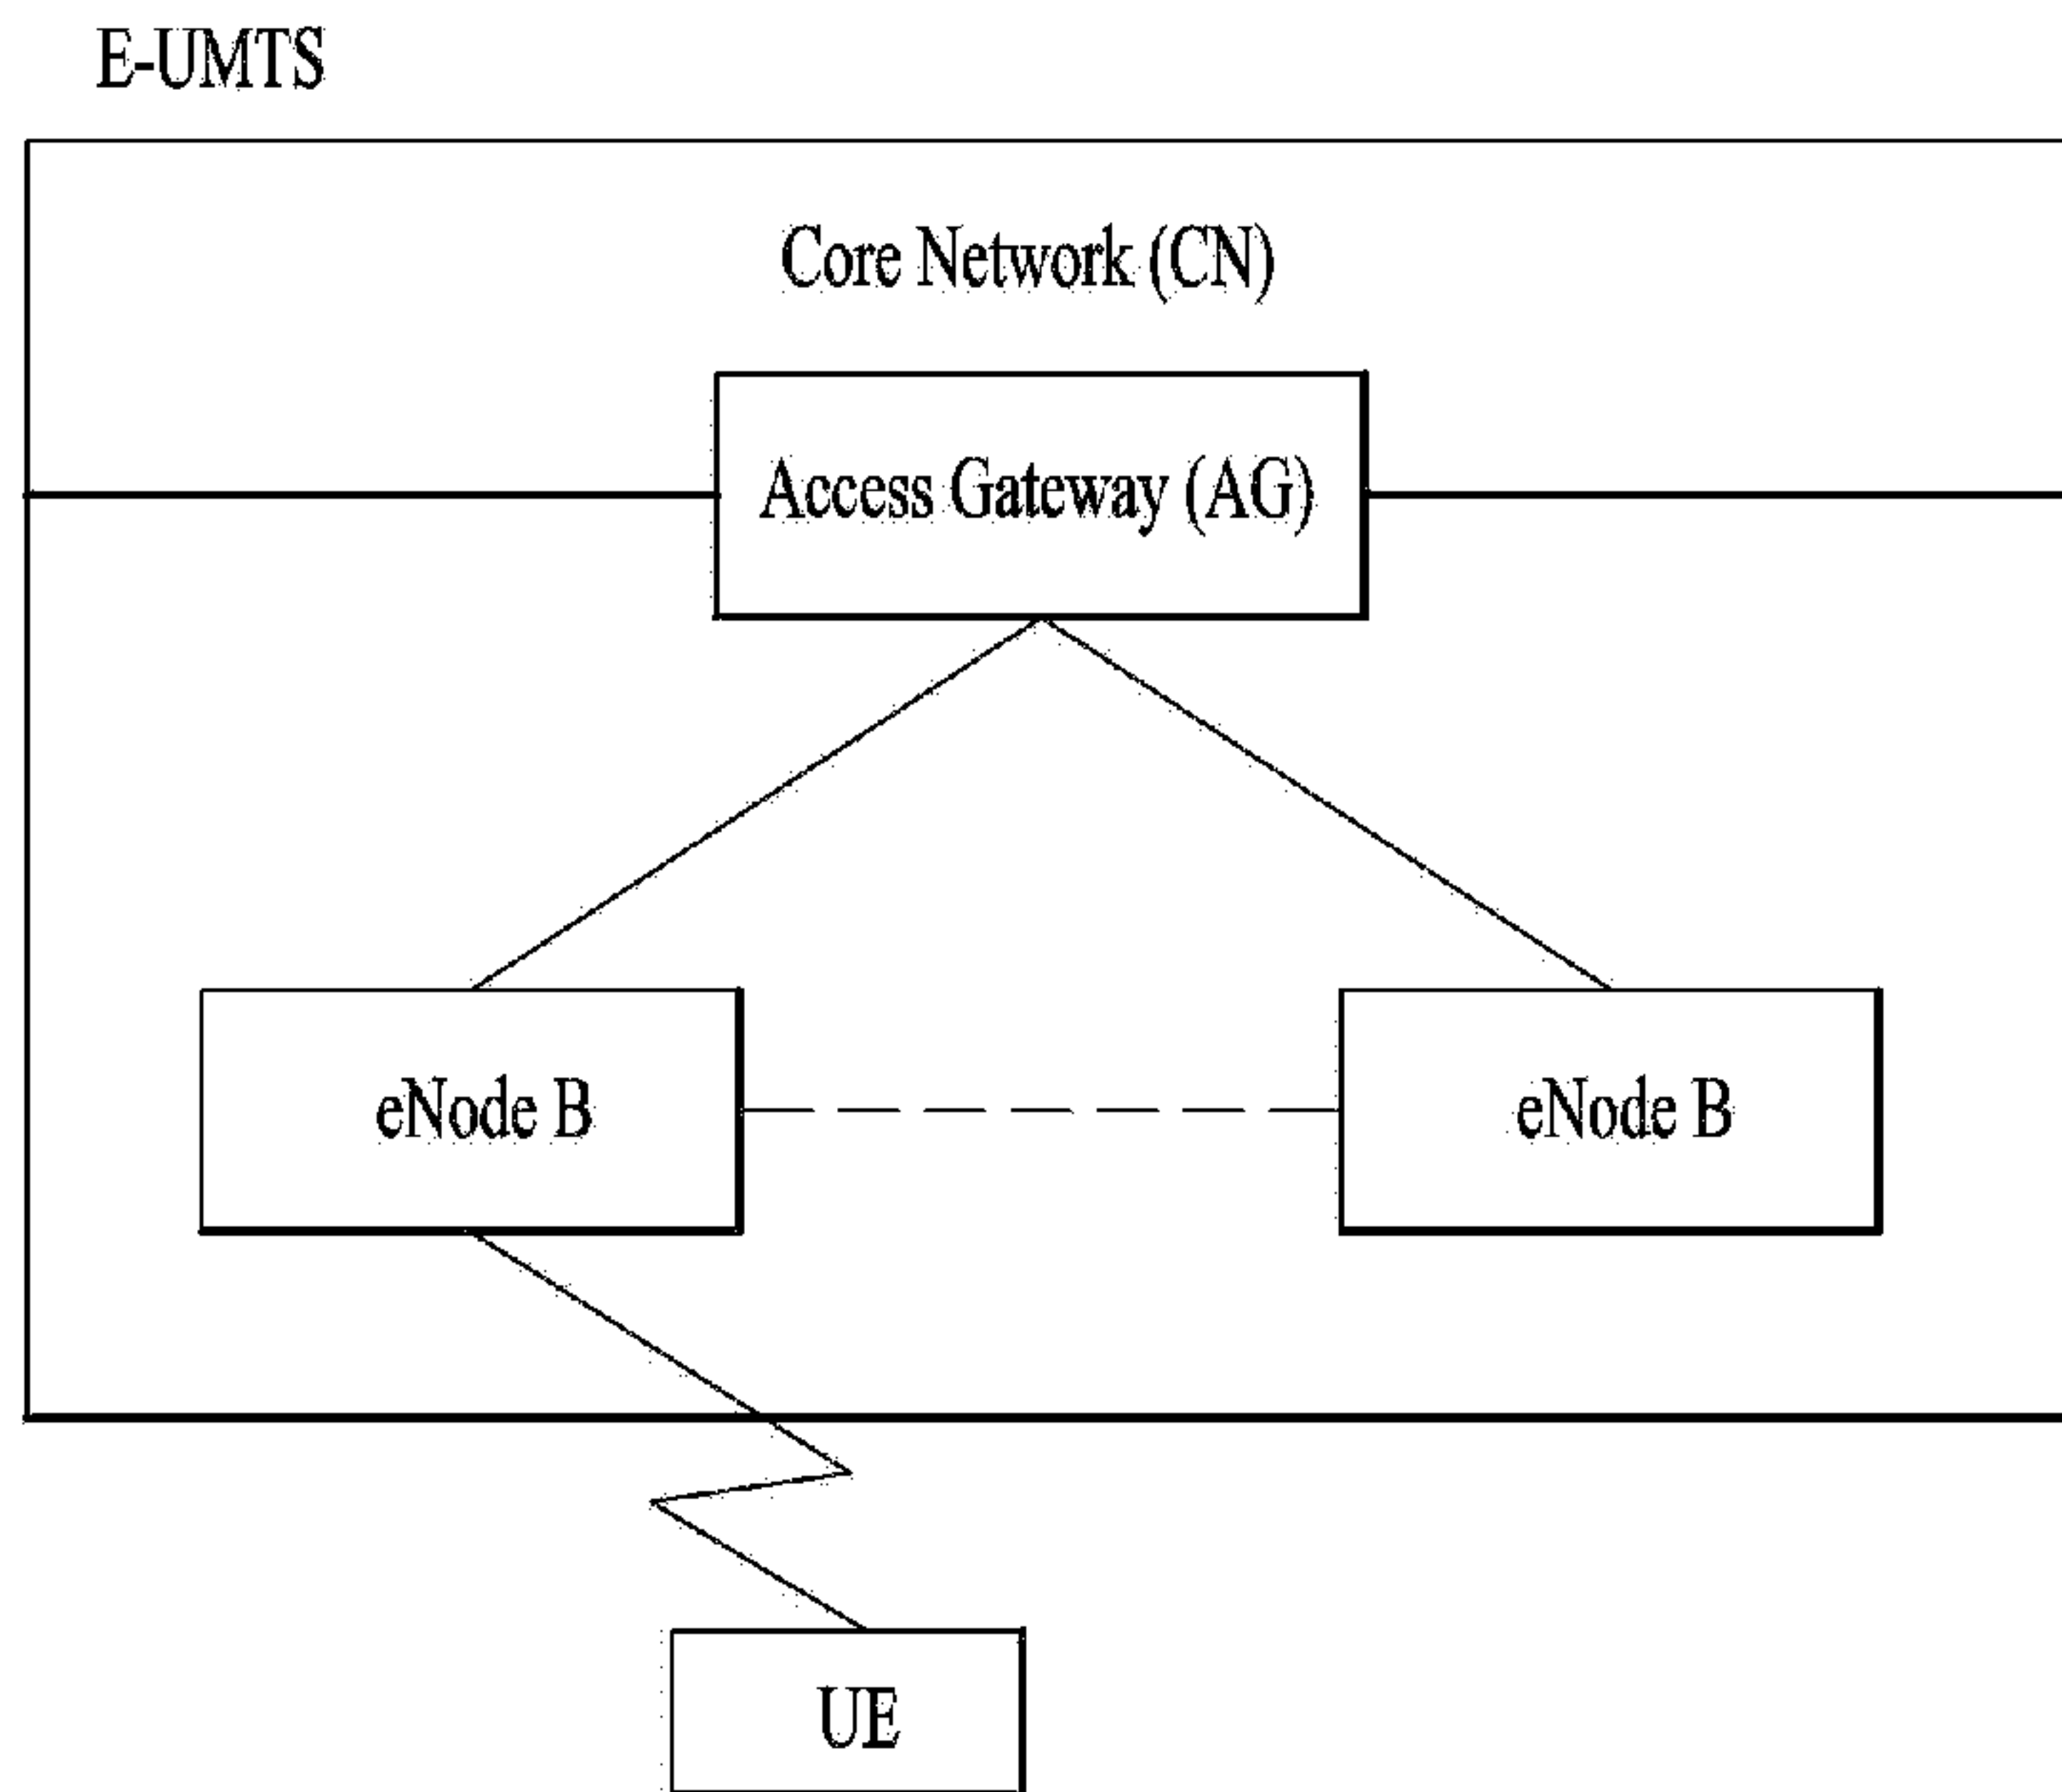 E-UMTS
Core Network (CN)
Access Gateway (AG)
eNode B
eNode B
UE